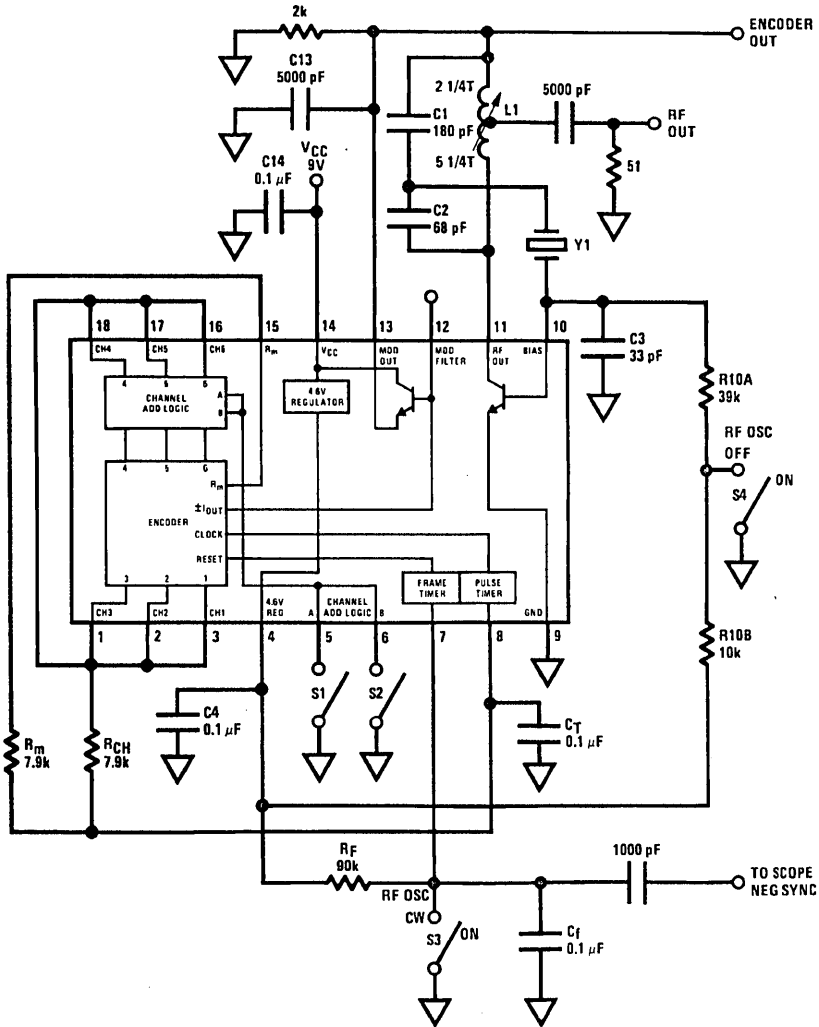 2k
ENCODER
OUT
C13
5000 pF
2 1/4T
L1
5000 pF
C1
180 pF
RF
OUT
VCC
9V
5 1/4T
51
C14
0.1 μF
C2
68 pF
Y1
18 17 16 15 14 13 12 11 10
CH4 CH5 CH6 Rm VCC MOD OUT MOD FILTER RF OUT BIAS
C3
33 pF
4 5 6
A
B
CHANNEL
ADD LOGIC
4.6V
REGULATOR
R10A
39k
RF OSC
OFF
ON
S4
4 5 6
Rm
±IOUT
ENCODER
CLOCK
RESET
3 2 1
FRAME
TIMER
PULSE
TIMER
CH3 CH2 CH1 4.6V REG A CHANNEL ADD LOGIC B GND
1 2 3 4 5 6 7 8 9
R10B
10k
S1
S2
C4
0.1 μF
CT
0.1 μF
Rm
7.9k
RCH
7.9k
RF
90k
1000 pF
TO SCOPE
NEG SYNC
RF OSC
CW
S3
ON
Cf
0.1 μF